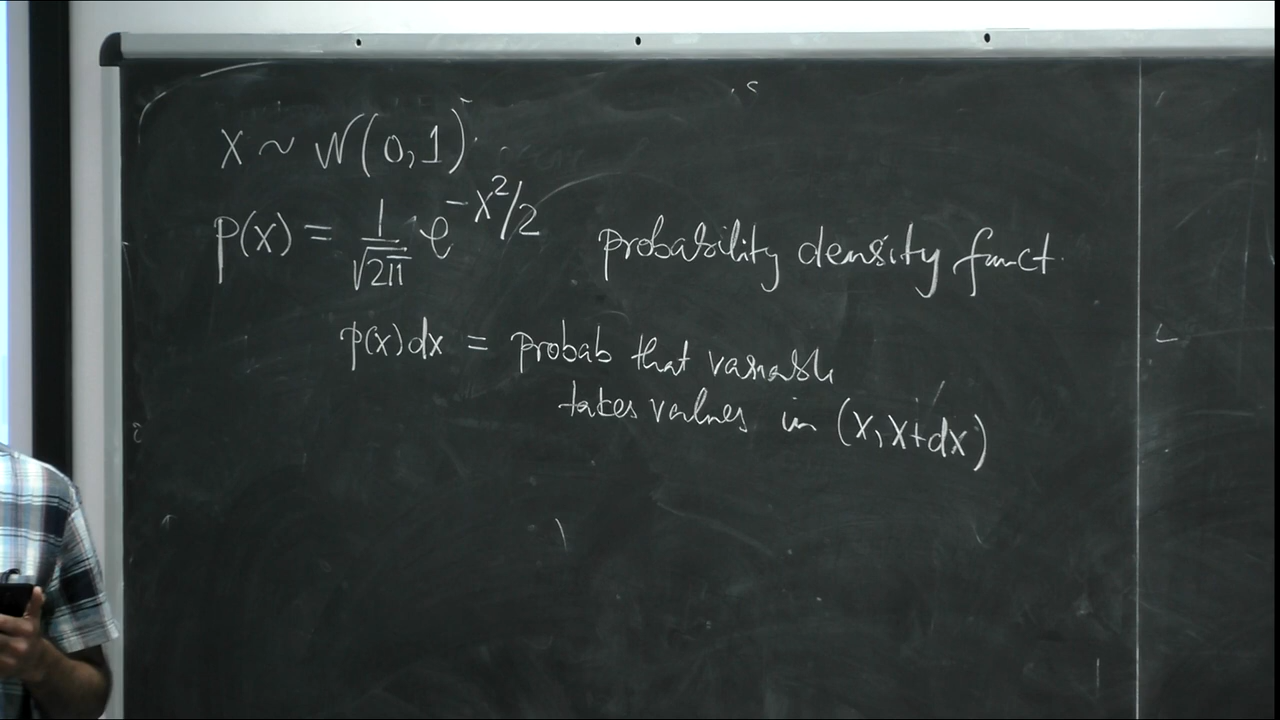 x ~ N(0,1)
p(x) = 1/√2π e^{-x²/2} probability density funct.
p(x)dx = probab that variable
takes values in (x, x+dx)